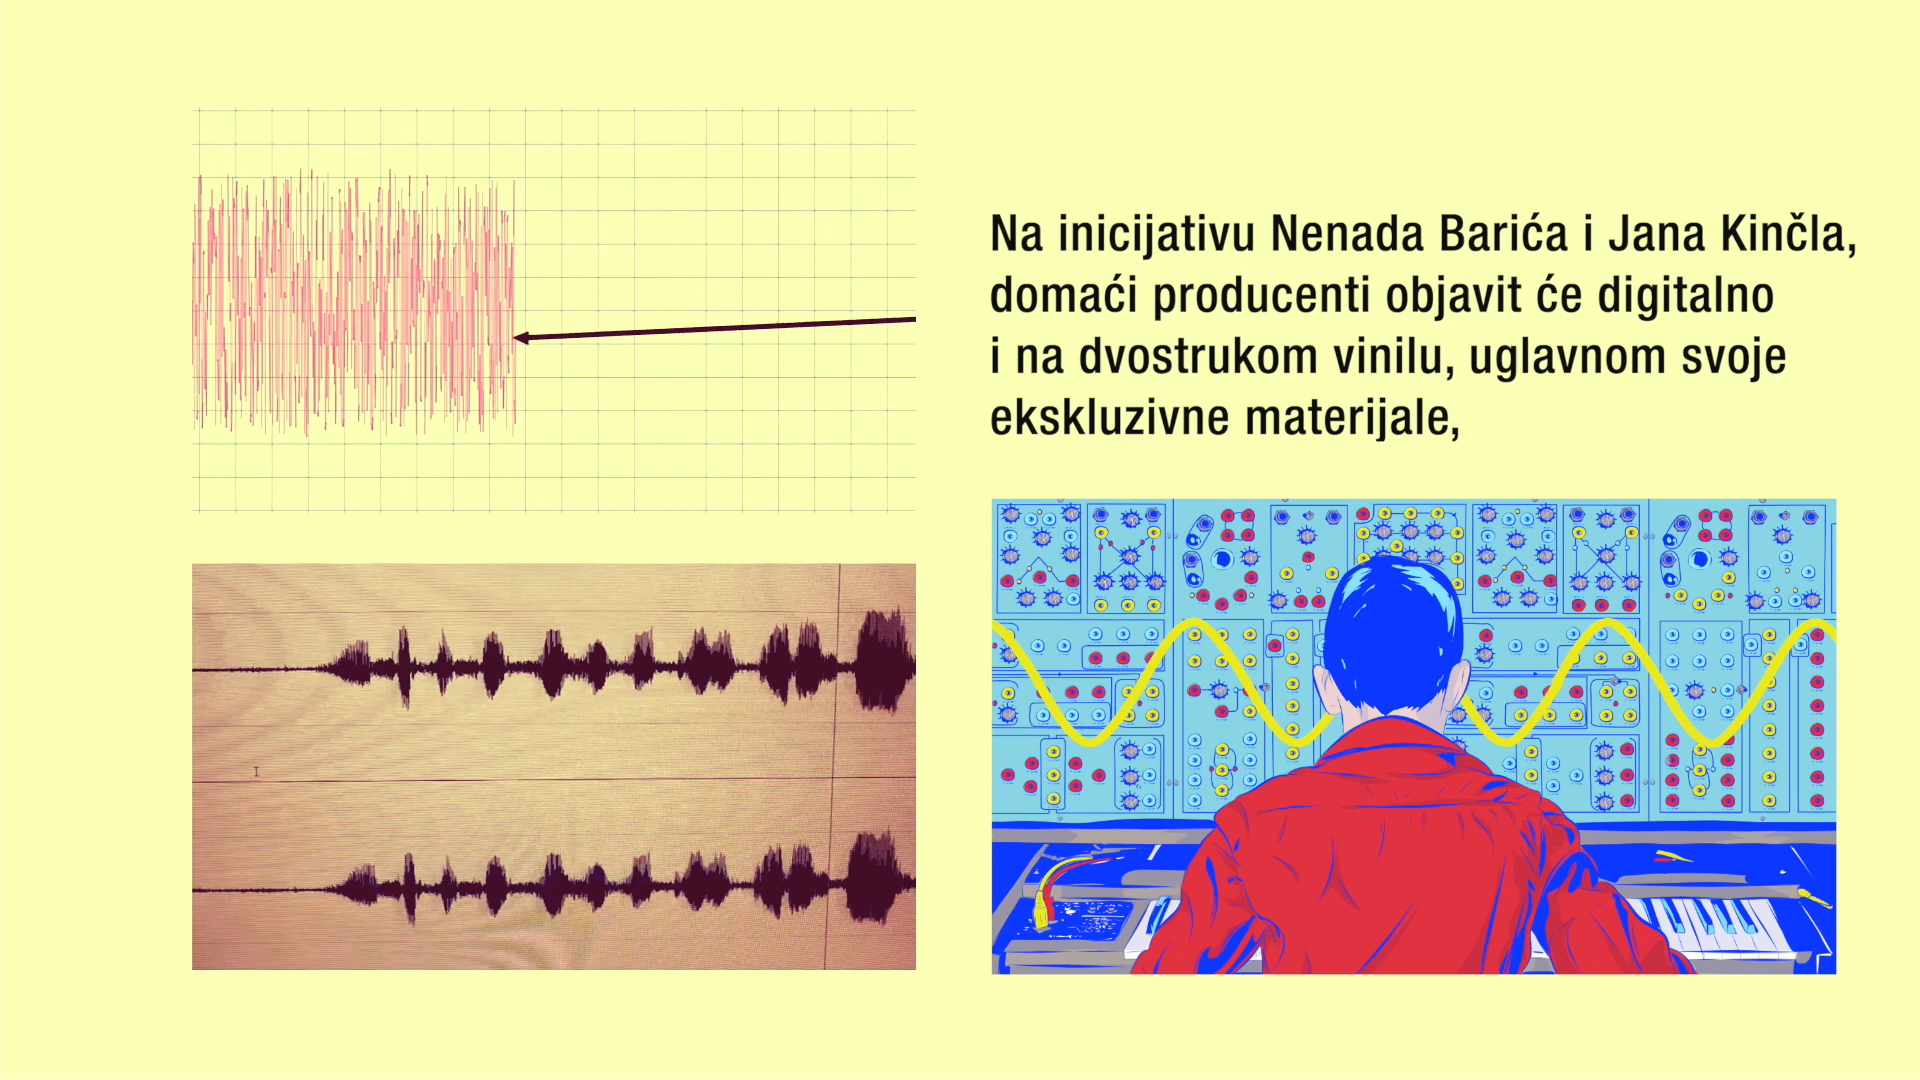 Na inicijativu Nenada Barića i Jana Kinčla,
domaći producenti objavit će digitalno
i na dvostrukom vinilu, uglavnom svoje
ekskluzivne materijale,